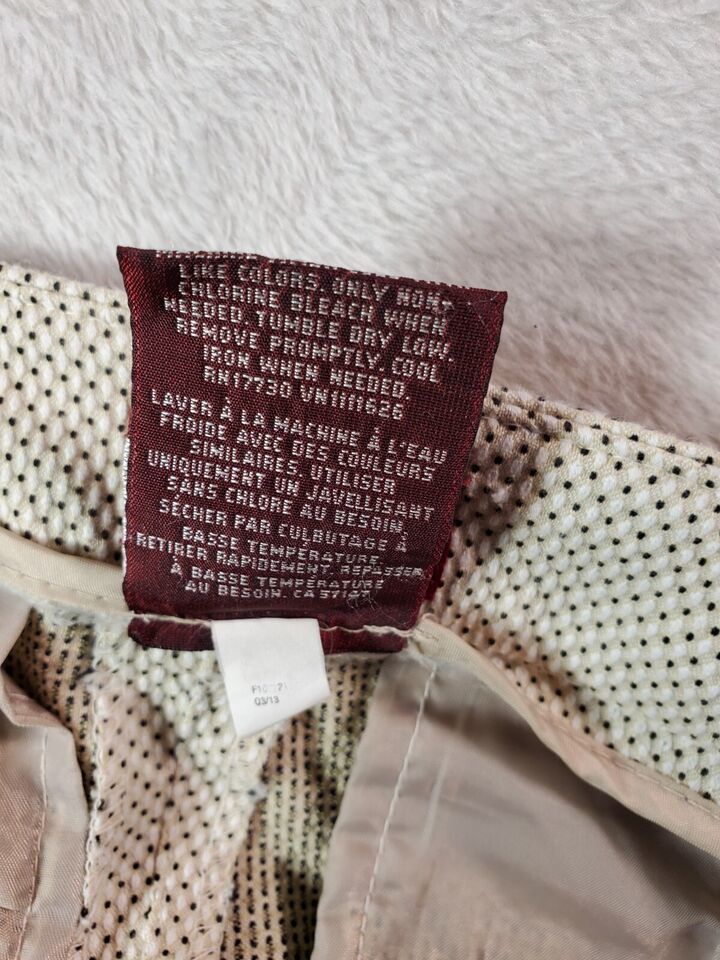 LIKE COLORS, ONLY NON-
CHLORINE BLEACH WHEN
NEEDED, TUMBLE DRY LOW,
REMOVE PROMPTLY, COOL
IRON WHEN NEEDED.
RN17730 VN1111626
LAVER À LA MACHINE À L'EAU
FROIDE AVEC DES COULEURS
SIMILAIRES, UTILISER
UNIQUEMENT UN JAVELLISANT
SANS CHLORE AU BESOIN,
SÉCHER PAR CULBUTAGE À
BASSE TEMPÉRATURE
RETIRER RAPIDEMENT. REPASSER
À BASSE TEMPÉRATURE
AU BESOIN.
03/13